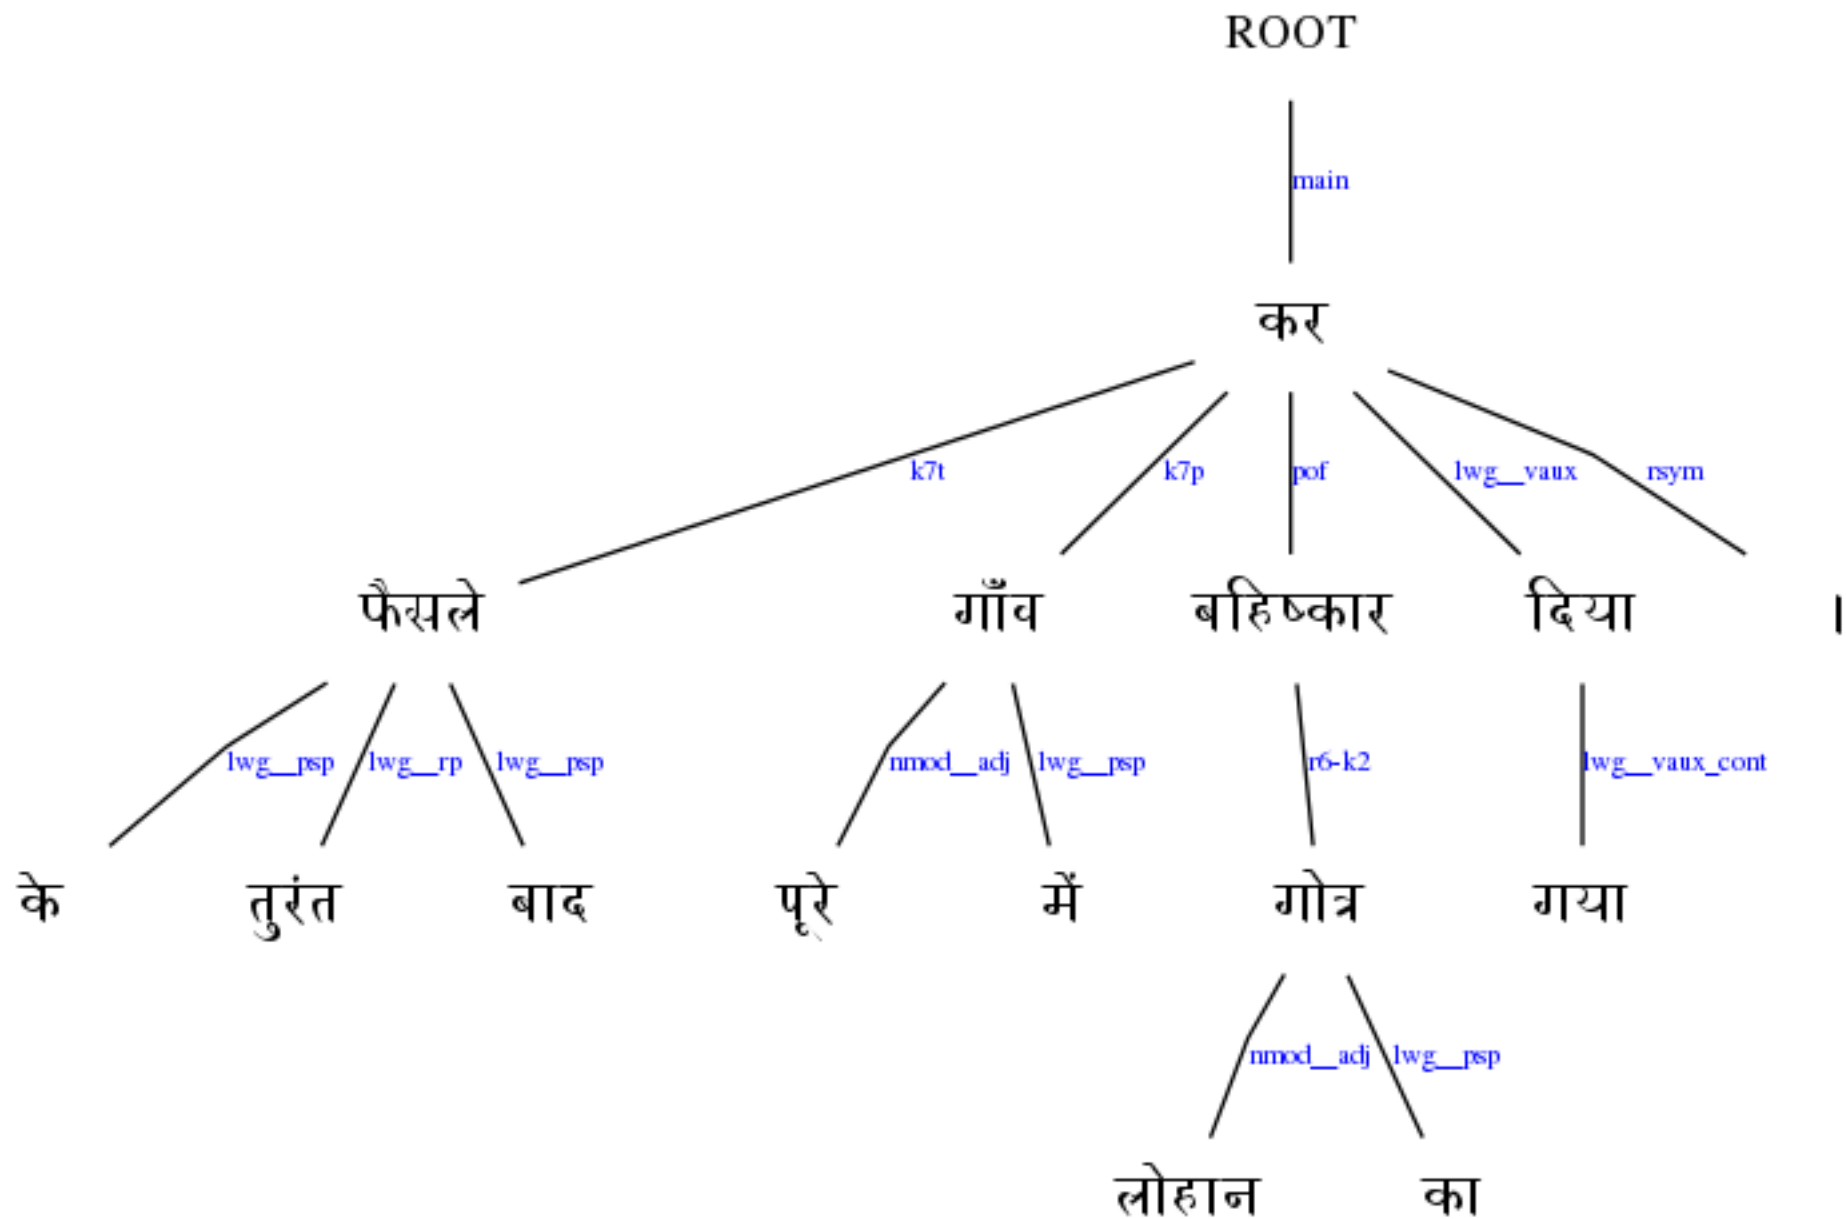 ROOT
main
कर
k7t k7p pof lwg__vaux rsym
फैसले गाँव बहिष्कार दिया ।
lwg__psp lwg__rp lwg__psp nmod__adj lwg__psp r6-k2 lwg__vaux_cont
के तुरंत बाद पूरे में गोत्र गया
nmod__adj lwg__psp
लोहान का